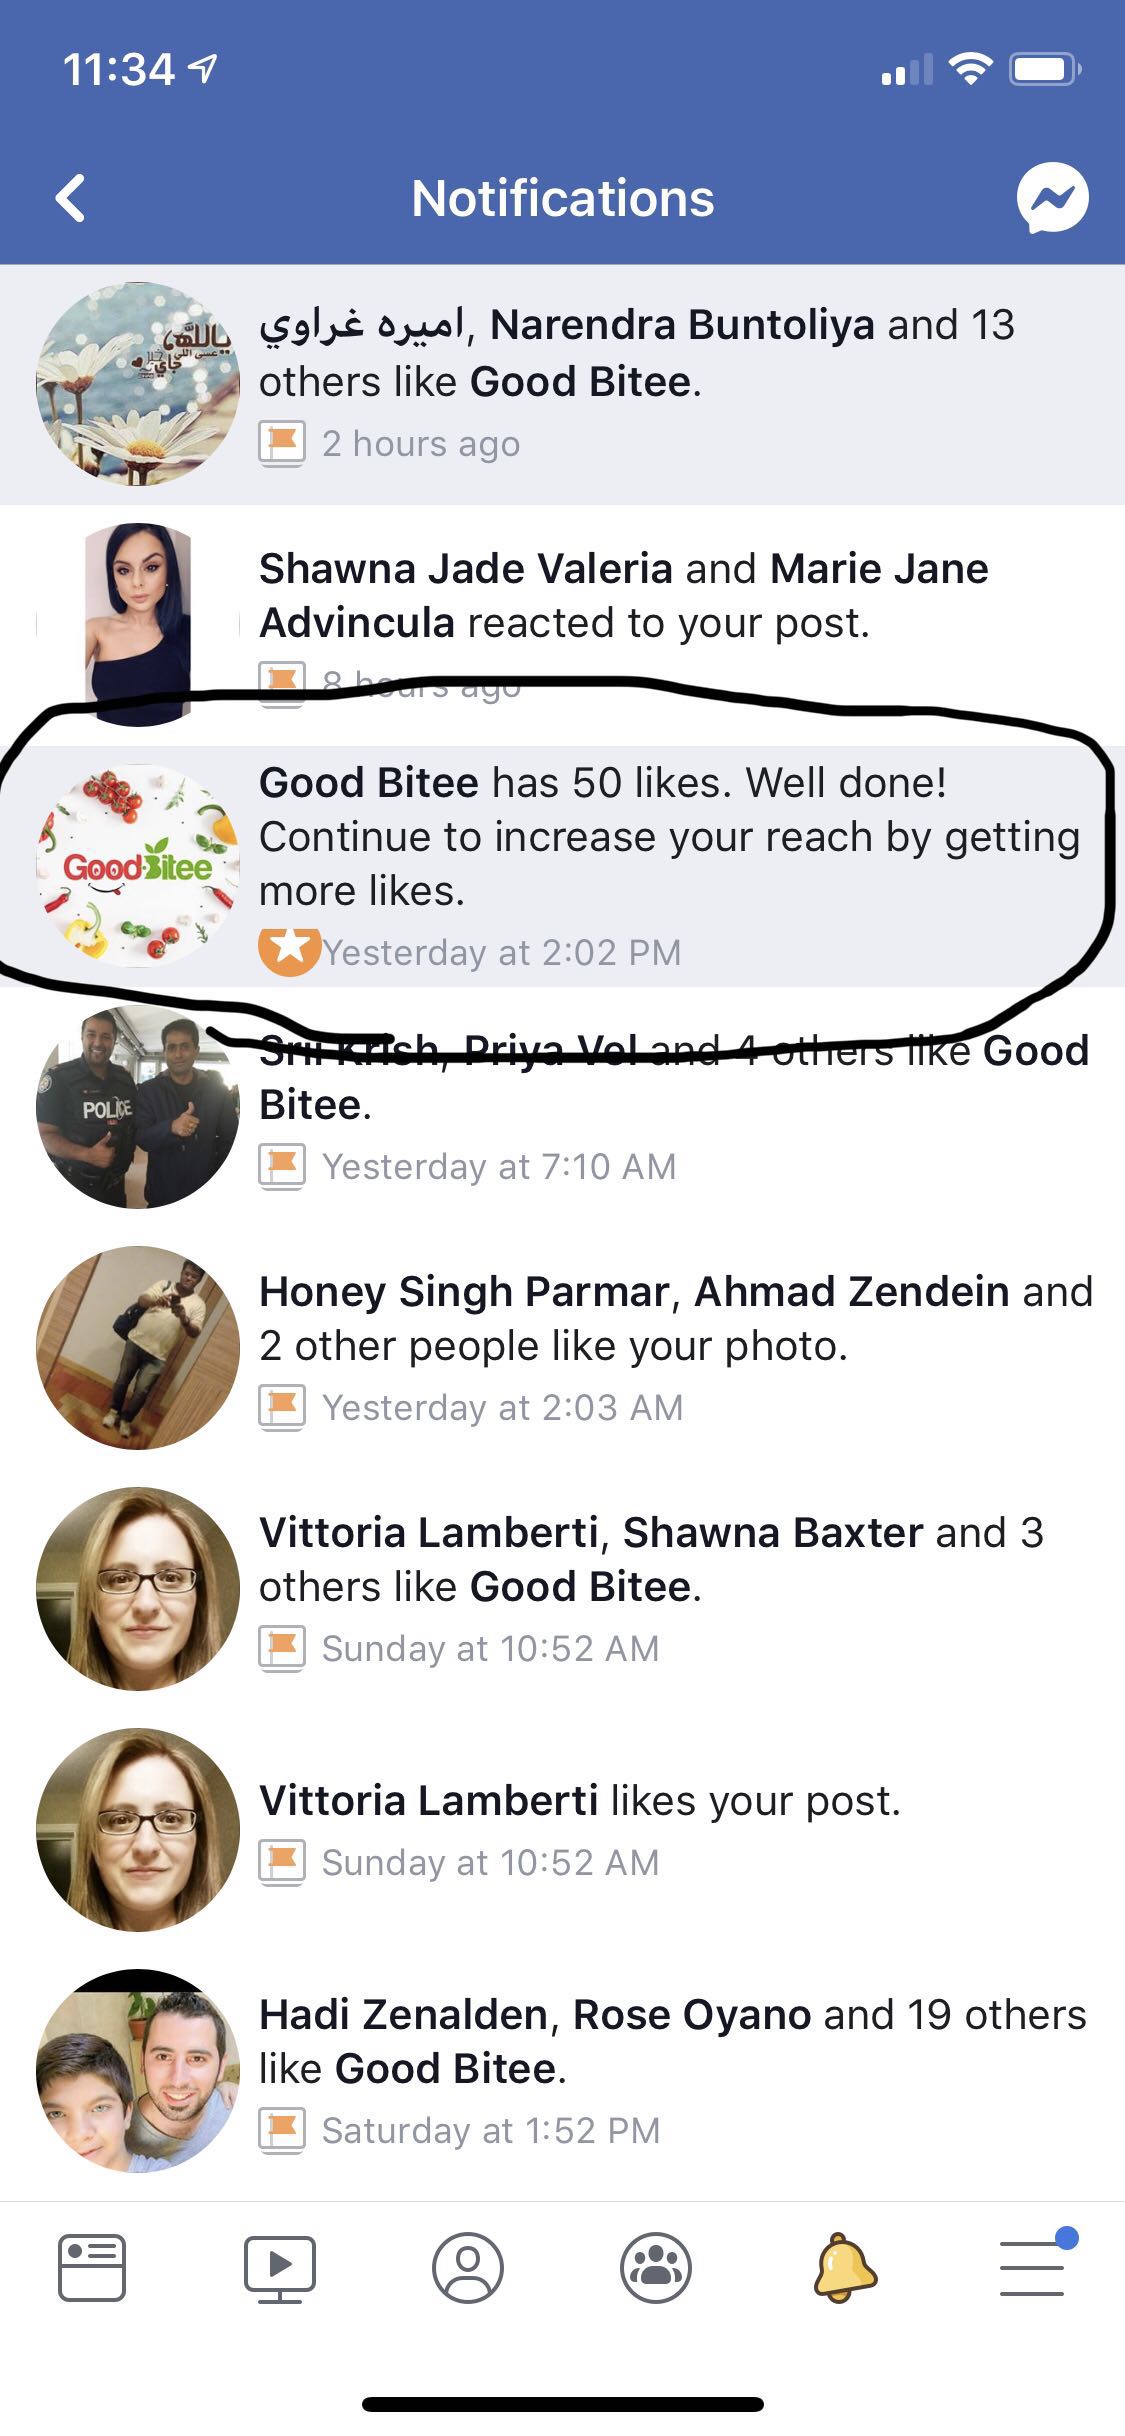 11:34
Notifications
اميره غراوي, Narendra Buntoliya and 13
others like Good Bitee.
2 hours ago
Shawna Jade Valeria and Marie Jane
Advincula reacted to your post.
8 hours ago
Good Bitee has 50 likes. Well done!
Continue to increase your reach by getting
more likes.
GoodBitee
Yesterday at 2:02 PM
Srii Krish, Priya Vel and 4 others like Good
Bitee.
POLICE
Yesterday at 7:10 AM
Honey Singh Parmar, Ahmad Zendein and
2 other people like your photo.
Yesterday at 2:03 AM
Vittoria Lamberti, Shawna Baxter and 3
others like Good Bitee.
Sunday at 10:52 AM
Vittoria Lamberti likes your post.
Sunday at 10:52 AM
Hadi Zenalden, Rose Oyano and 19 others
like Good Bitee.
Saturday at 1:52 PM